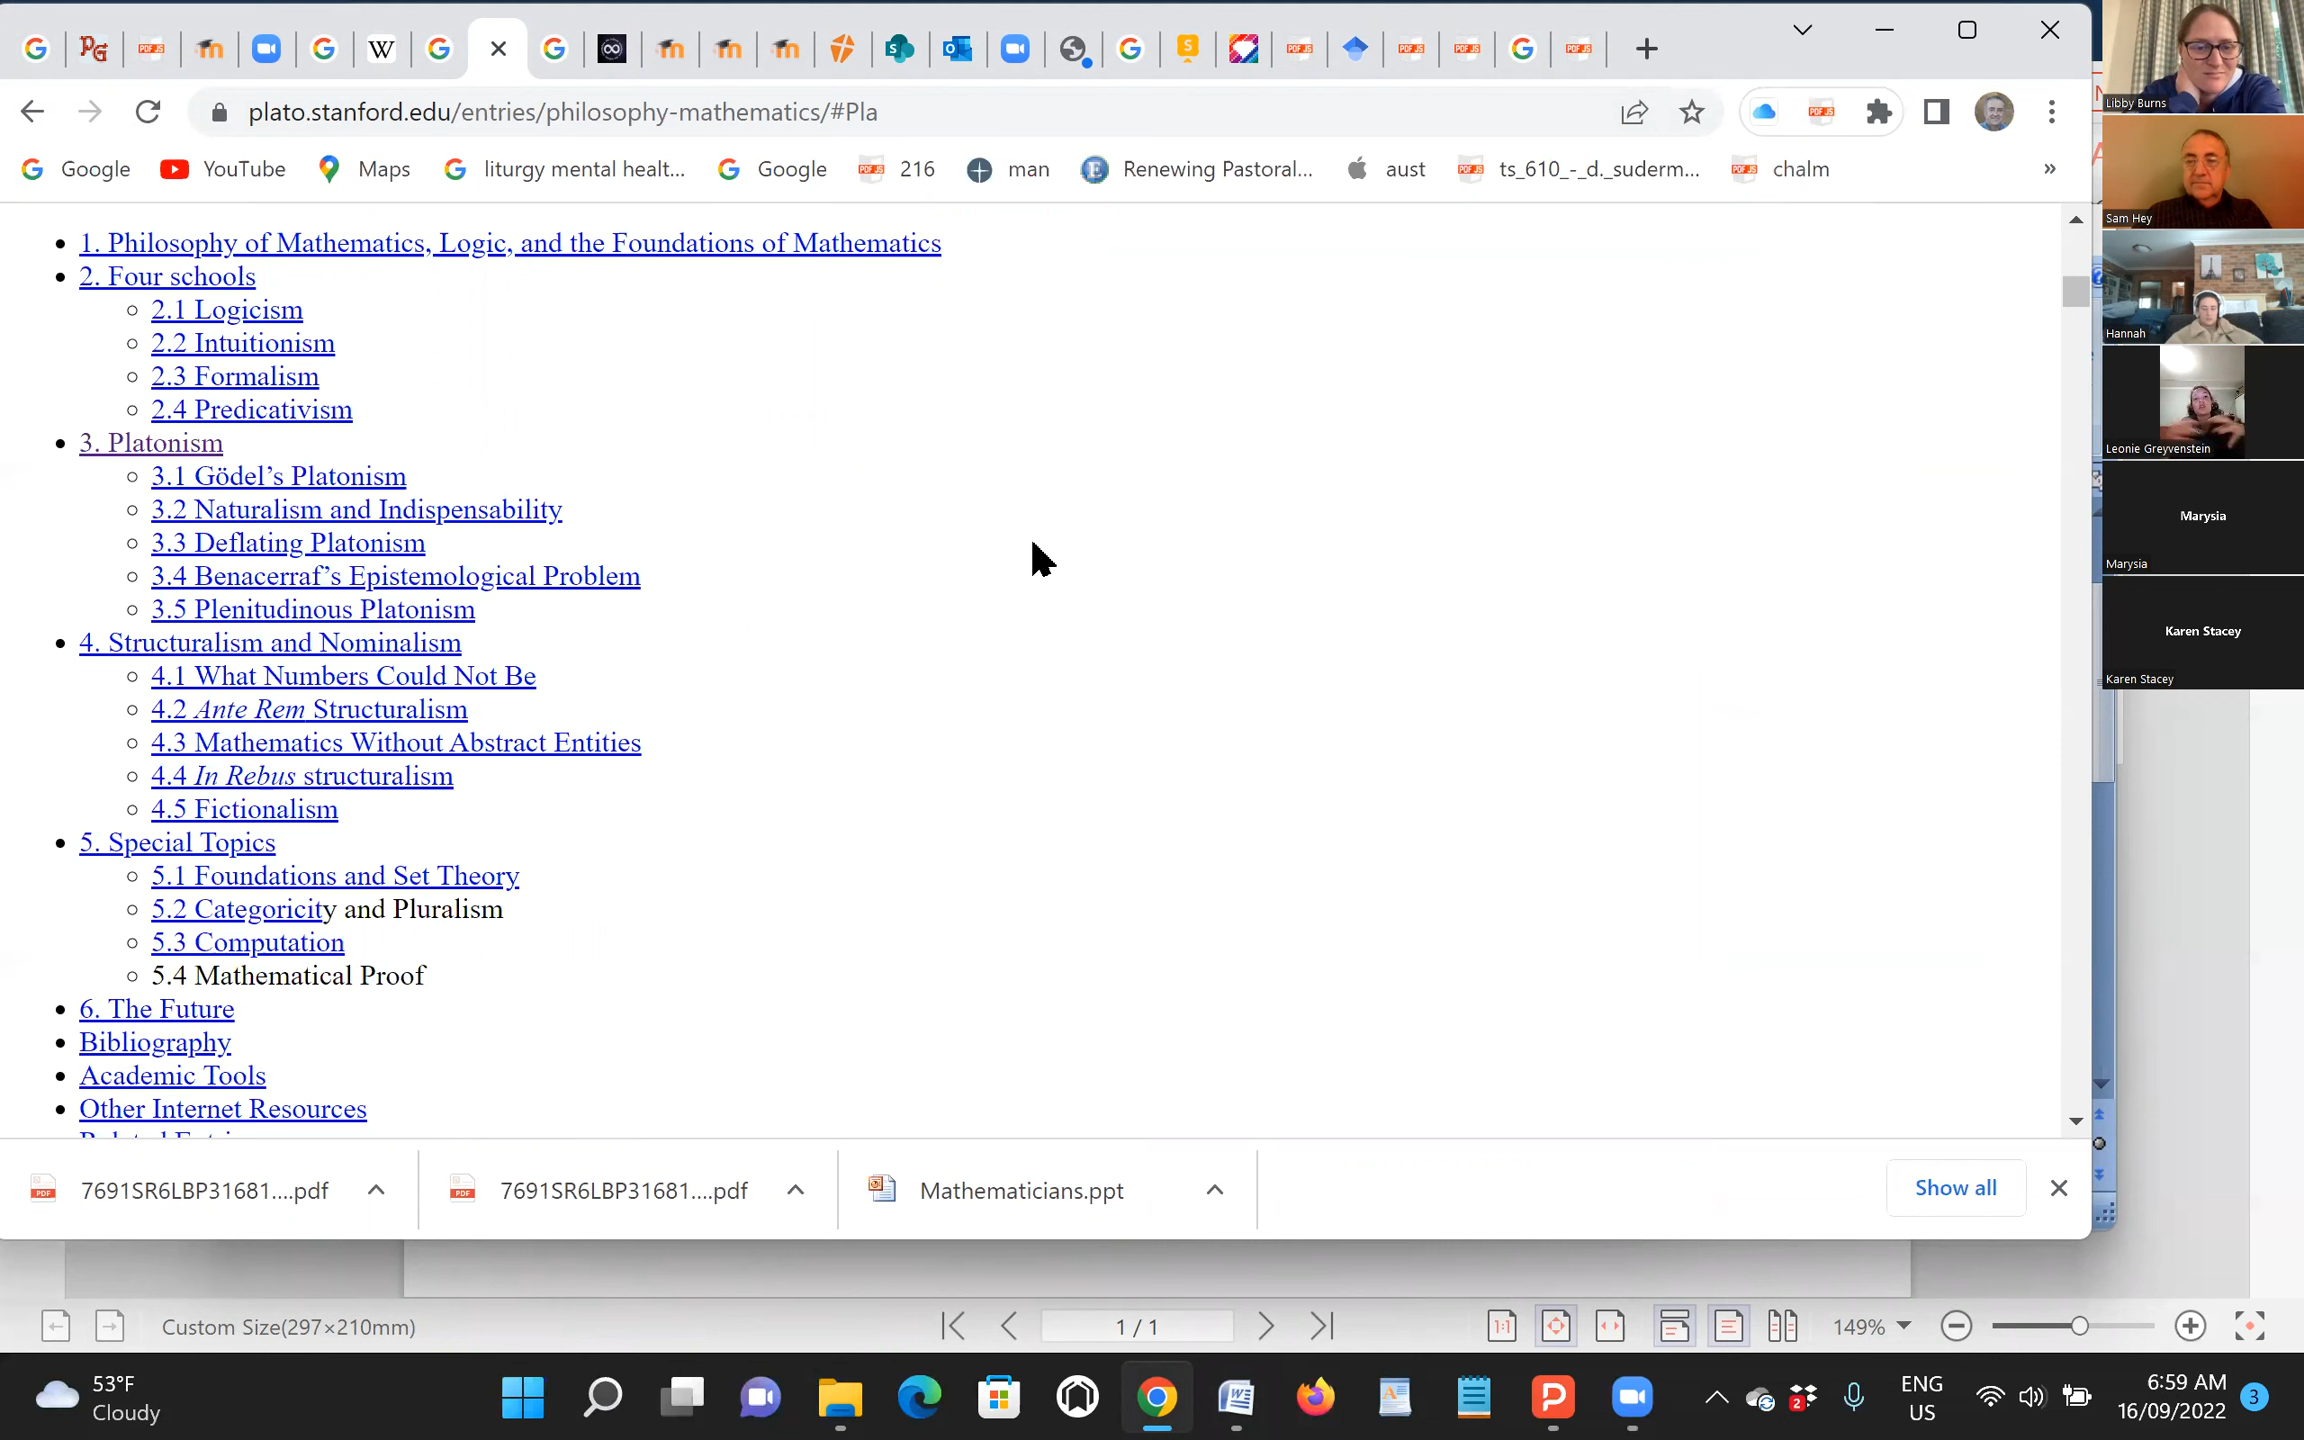 plato.stanford.edu/entries/philosophy-mathematics/#Pla
Google
YouTube
Maps
liturgy mental healt...
Google
216
man
Renewing Pastoral...
aust
ts_610_-_d._suderm...
chalm
»
1. Philosophy of Mathematics, Logic, and the Foundations of Mathematics
2. Four schools
2.1 Logicism
2.2 Intuitionism
2.3 Formalism
2.4 Predicativism
3. Platonism
3.1 Gödel’s Platonism
3.2 Naturalism and Indispensability
3.3 Deflating Platonism
3.4 Benacerraf’s Epistemological Problem
3.5 Plenitudinous Platonism
4. Structuralism and Nominalism
4.1 What Numbers Could Not Be
4.2 Ante Rem Structuralism
4.3 Mathematics Without Abstract Entities
4.4 In Rebus structuralism
4.5 Fictionalism
5. Special Topics
5.1 Foundations and Set Theory
5.2 Categoricity and Pluralism
5.3 Computation
5.4 Mathematical Proof
6. The Future
Bibliography
Academic Tools
Other Internet Resources
7691SR6LBP31681....pdf
7691SR6LBP31681....pdf
Mathematicians.ppt
Show all
Libby Burns
Sam Hey
Hannah
Leonie Greyvenstein
Marysia
Marysia
Karen Stacey
Karen Stacey
Custom Size(297×210mm)
1 / 1
1:1
149%
53°F
Cloudy
2
ENG
US
6:59 AM
16/09/2022
3